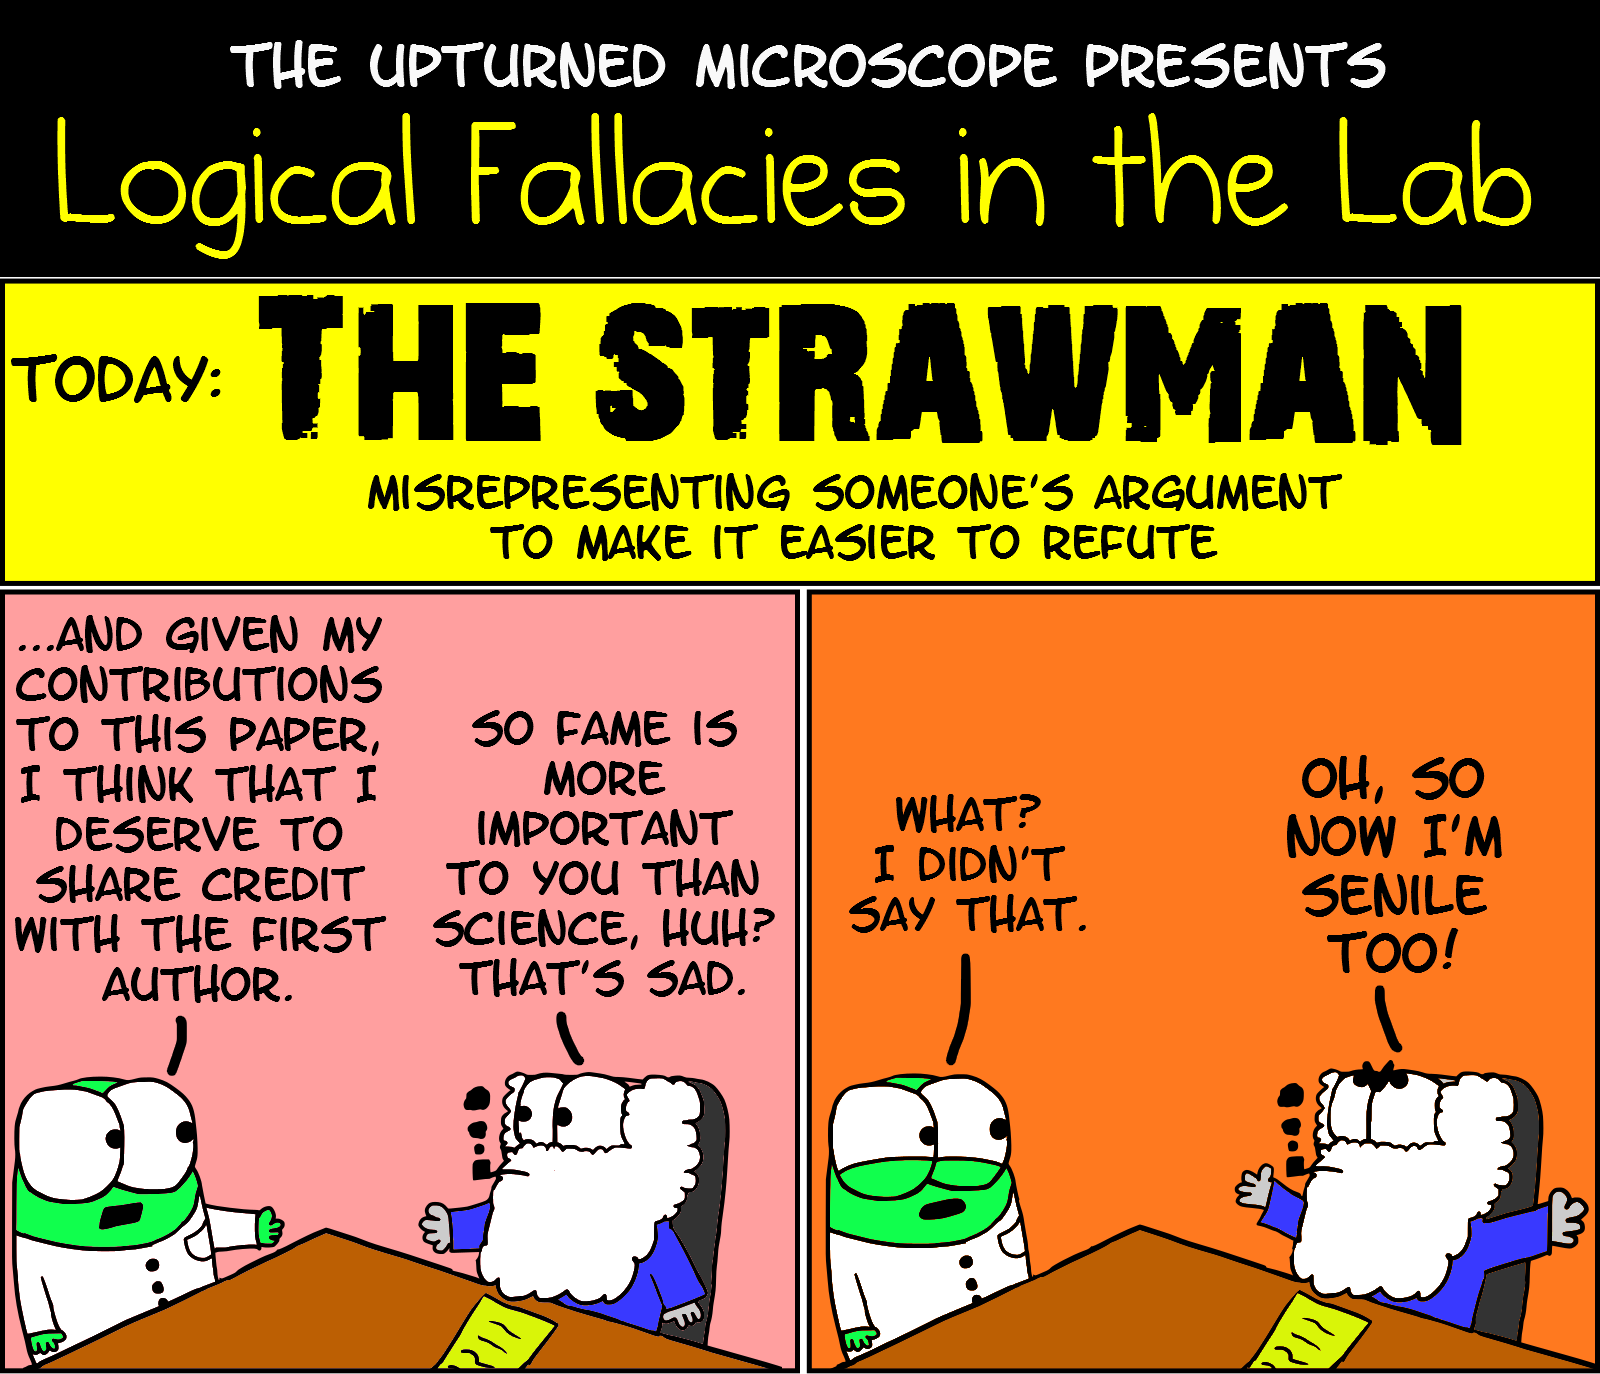 THE UPTURNED MICROSCOPE PRESENTS
Logical Fallacies in the Lab
TODAY: THE STRAWMAN
MISREPRESENTING SOMEONE'S ARGUMENT
TO MAKE IT EASIER TO REFUTE
...AND GIVEN MY
CONTRIBUTIONS
TO THIS PAPER,
I THINK THAT I
DESERVE TO
SHARE CREDIT
WITH THE FIRST
AUTHOR.
SO FAME IS
MORE
IMPORTANT
TO YOU THAN
SCIENCE, HUH?
THAT'S SAD.
WHAT?
I DIDN'T
SAY THAT.
OH, SO
NOW I'M
SENILE
TOO!